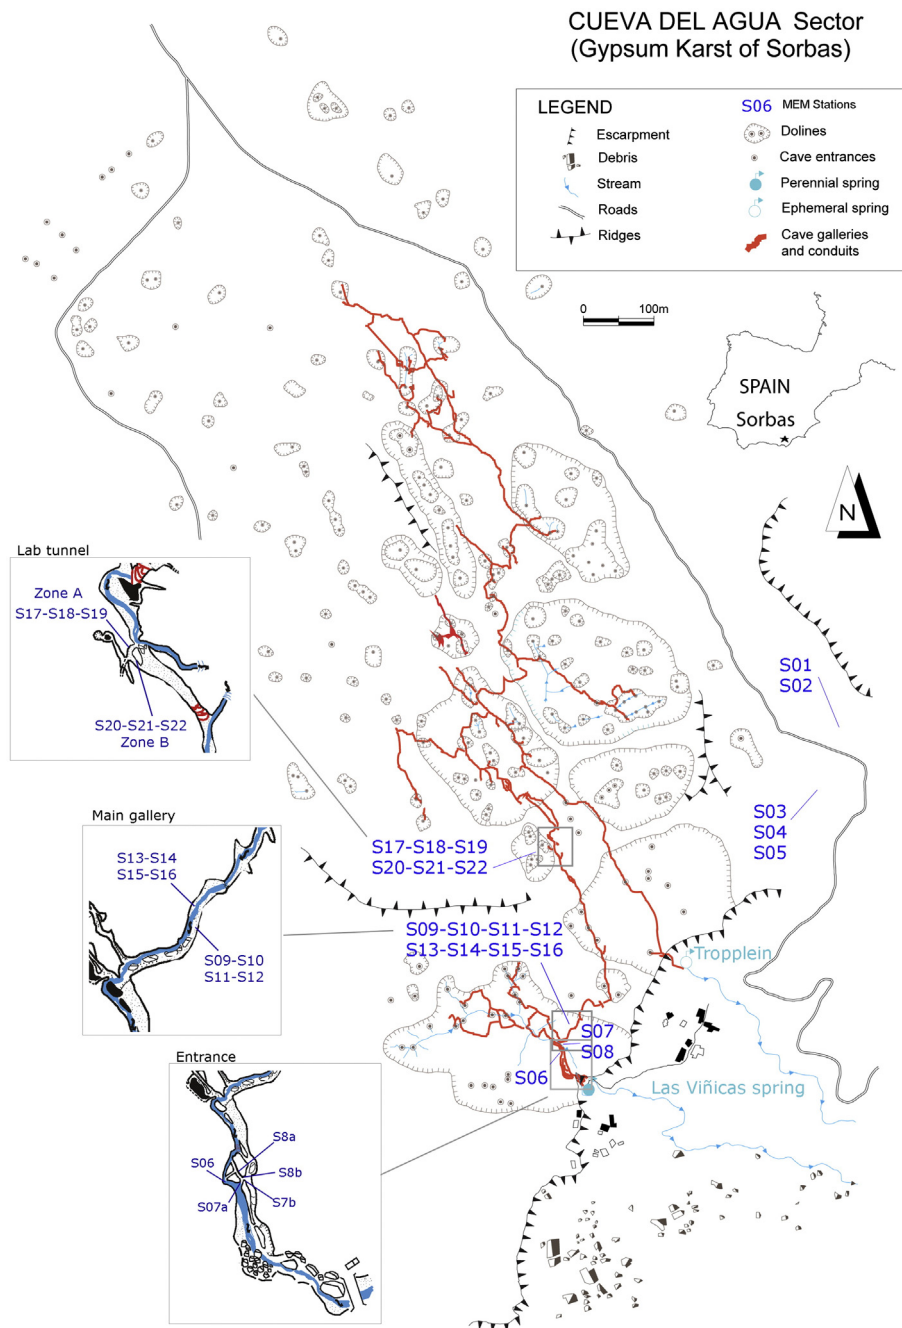 CUEVA DEL AGUA Sector
(Gypsum Karst of Sorbas)
LEGEND
Escarpment
Debris
Stream
Roads
Ridges
S06 MEM Stations
Dolines
Cave entrances
Perennial spring
Ephemeral spring
Cave galleries
and conduits
0 100m
SPAIN
Sorbas
N
Lab tunnel
Zone A
S17-S18-S19
S20-S21-S22
Zone B
S01
S02
S03
S04
S05
Main gallery
S13-S14
S15-S16
S09-S10
S11-S12
S17-S18-S19
S20-S21-S22
S09-S10-S11-S12
S13-S14-S15-S16
Tropplein
S07
S08
S06
Las Viñicas spring
Entrance
S8a
S06
S8b
S07a
S7b